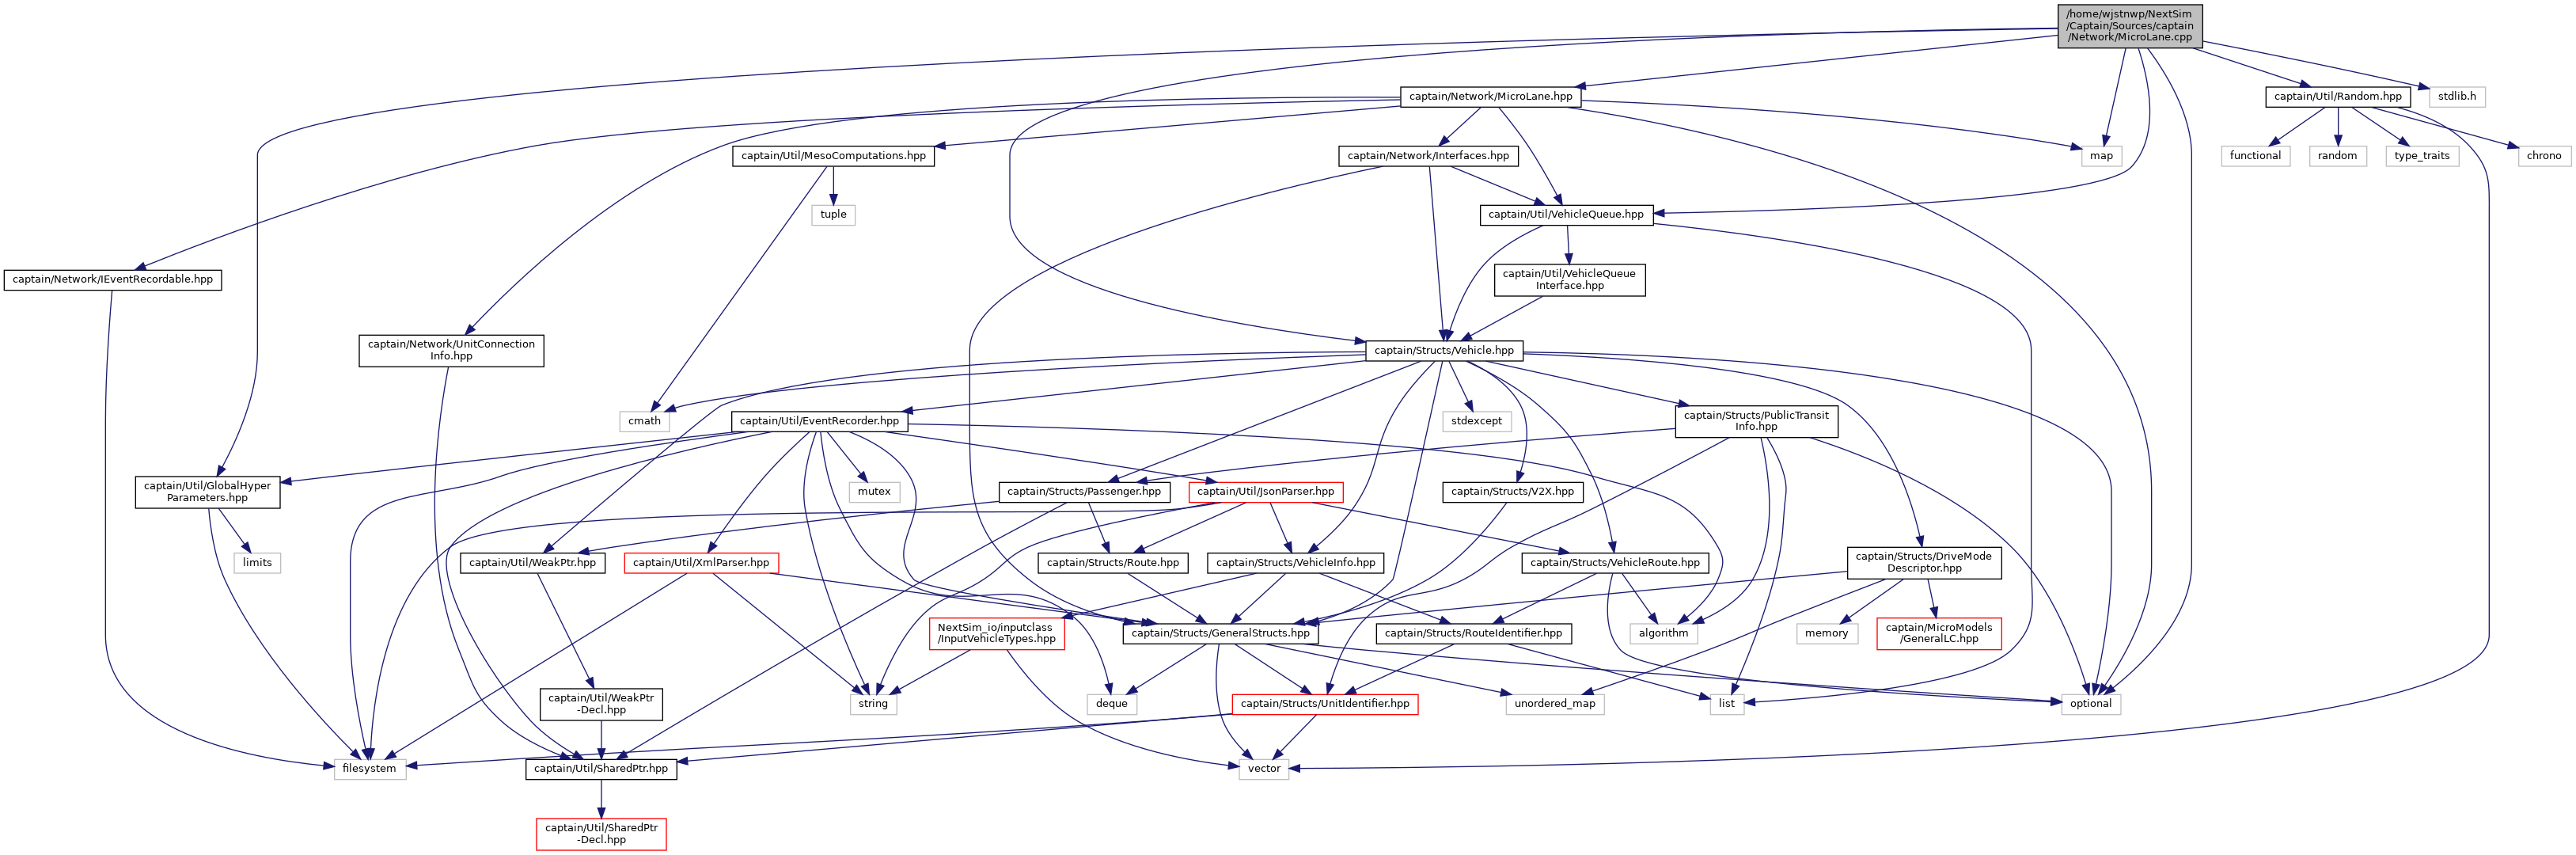 /home/wjstnwp/NextSim
/Captain/Sources/captain
/Network/MicroLane.cpp
captain/Network/MicroLane.hpp
captain/Util/Random.hpp
stdlib.h
captain/Util/MesoComputations.hpp
captain/Network/Interfaces.hpp
map
functional
random
type_traits
chrono
tuple
captain/Util/VehicleQueue.hpp
captain/Network/IEventRecordable.hpp
captain/Util/VehicleQueue
Interface.hpp
captain/Network/UnitConnection
Info.hpp
captain/Structs/Vehicle.hpp
cmath
captain/Util/EventRecorder.hpp
stdexcept
captain/Structs/PublicTransit
Info.hpp
captain/Util/GlobalHyper
Parameters.hpp
mutex
captain/Structs/Passenger.hpp
captain/Util/JsonParser.hpp
captain/Structs/V2X.hpp
limits
captain/Util/WeakPtr.hpp
captain/Util/XmlParser.hpp
captain/Structs/Route.hpp
captain/Structs/VehicleInfo.hpp
captain/Structs/VehicleRoute.hpp
captain/Structs/DriveMode
Descriptor.hpp
NextSim_io/inputclass
/InputVehicleTypes.hpp
captain/Structs/GeneralStructs.hpp
captain/Structs/RouteIdentifier.hpp
algorithm
memory
captain/MicroModels
/GeneralLC.hpp
captain/Util/WeakPtr
-Decl.hpp
string
deque
captain/Structs/UnitIdentifier.hpp
unordered_map
list
optional
filesystem
captain/Util/SharedPtr.hpp
vector
captain/Util/SharedPtr
-Decl.hpp